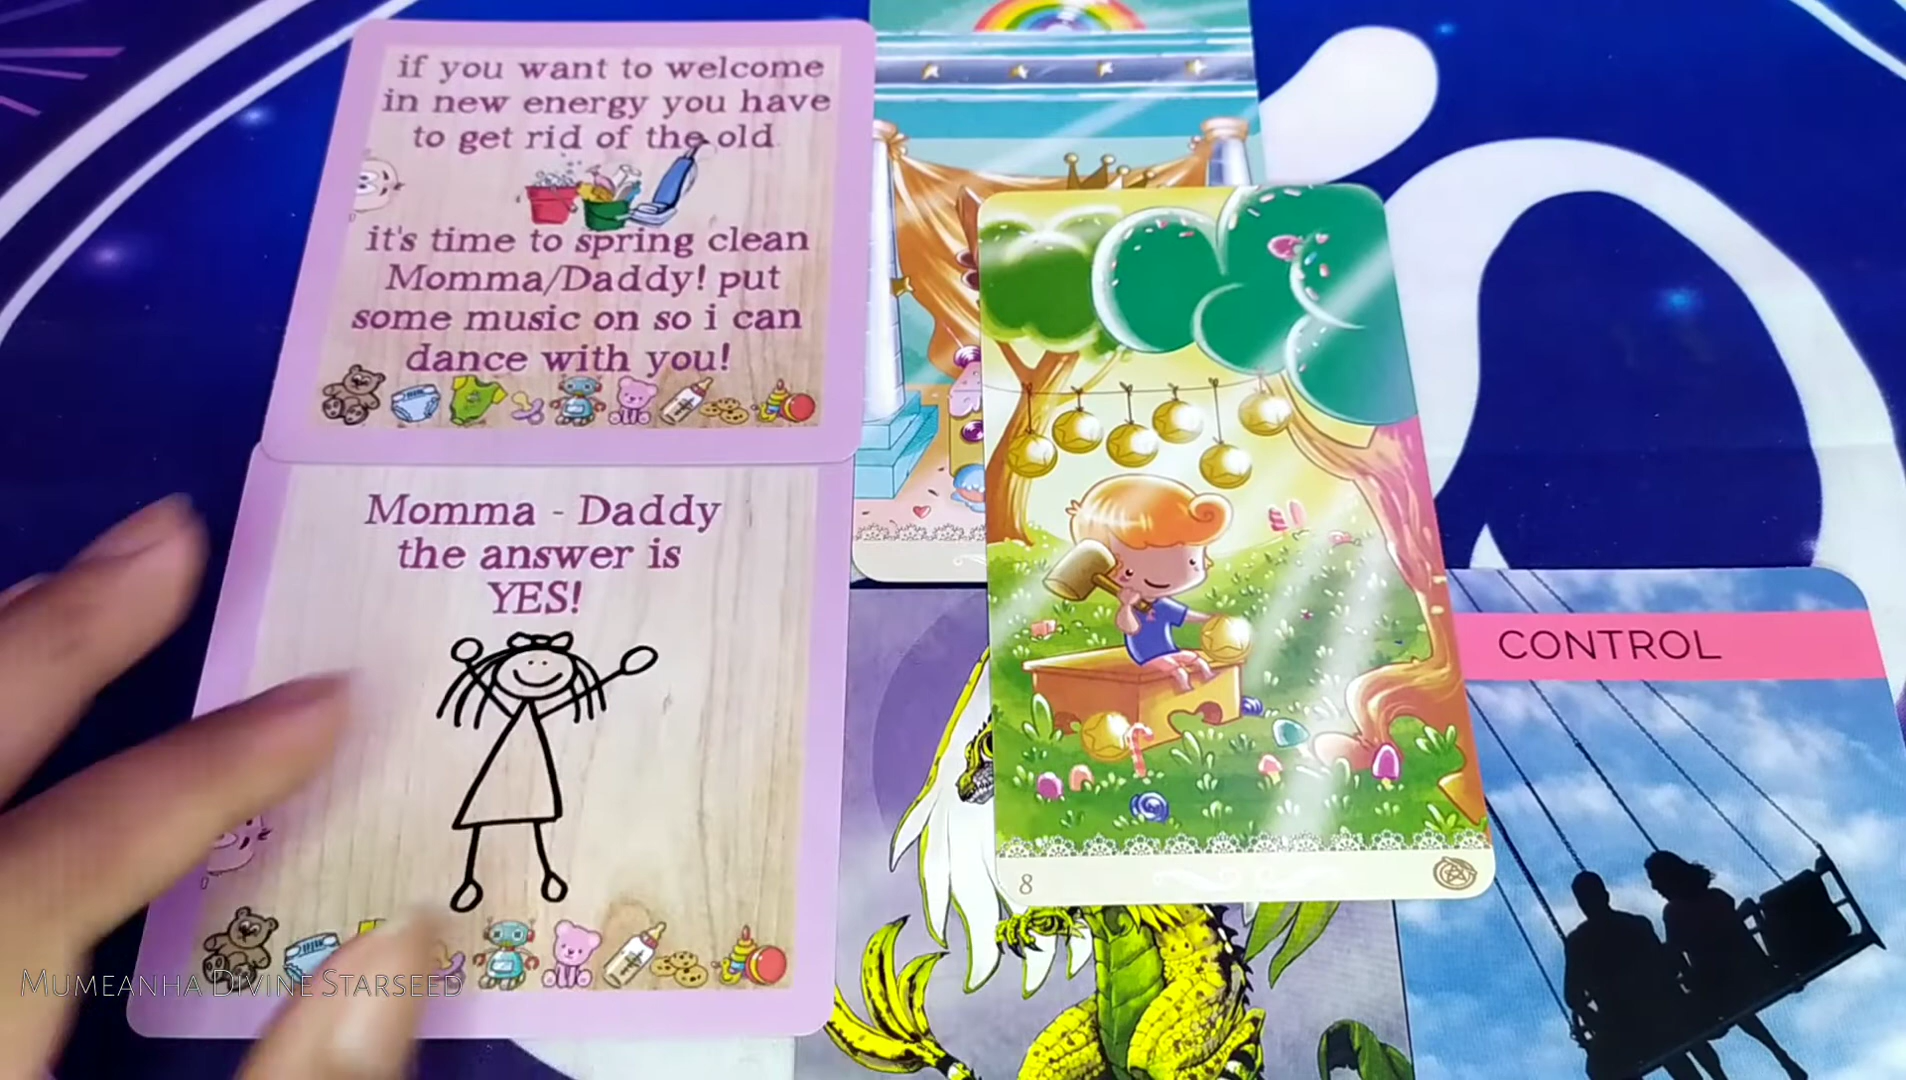 if you want to welcome
in new energy you have
to get rid of the old
it's time to spring clean
Momma/Daddy! put
some music on so i can
dance with you!
Momma - Daddy
the answer is
YES!
8
CONTROL
MUMEANHA DIVINE STARSEED